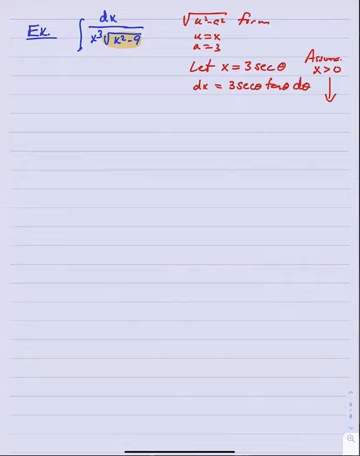 Ex. ∫ dx / x³√x²-9
√u²-a² form
u=x
a=3
Let x = 3secθ
dx = 3secθ tanθ dθ
Assume
x>0